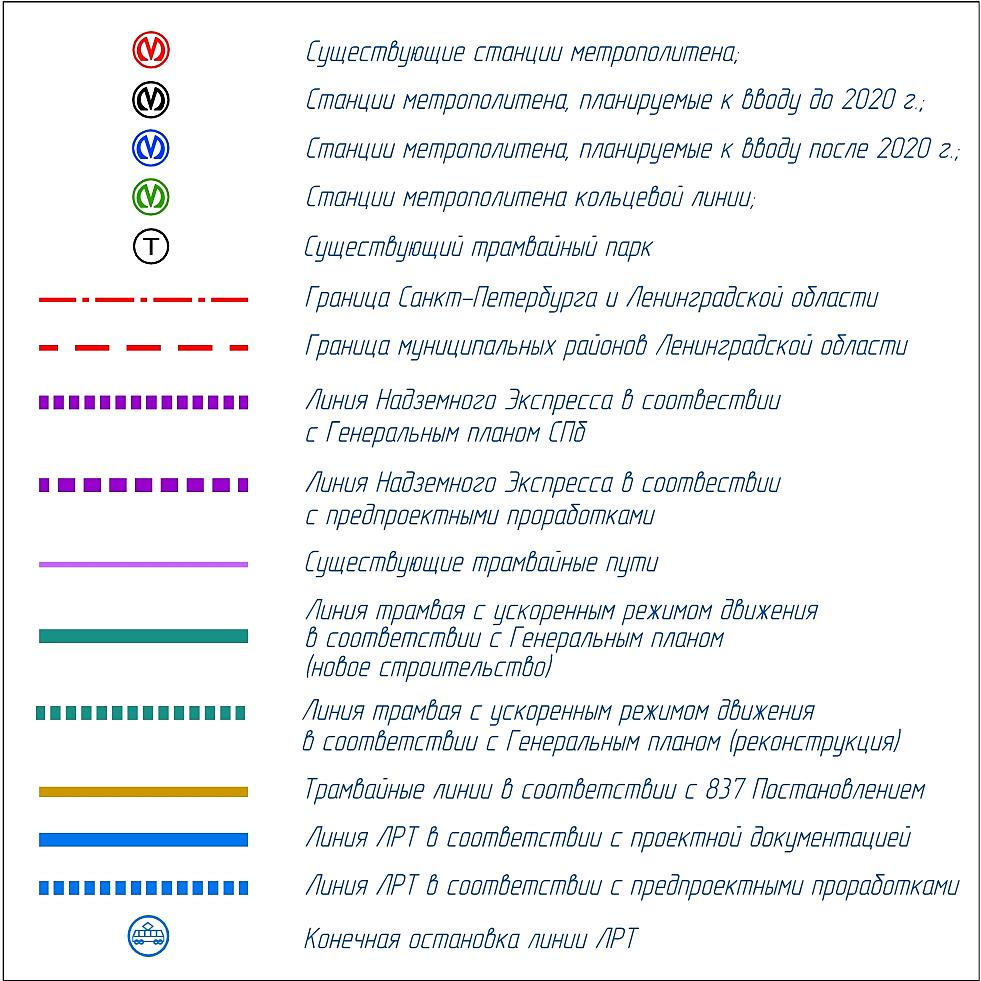 Существующие станции метрополитена;
Станции метрополитена, планируемые к вводу до 2020 г.;
Станции метрополитена, планируемые к вводу после 2020 г.;
Станции метрополитена кольцевой линии;
Т
Существующий трамвайный парк
Граница Санкт-Петербурга и Ленинградской области
Граница муниципальных районов Ленинградской области
Линия Надземного Экспресса в соотвествии
с Генеральным планом СПб
Линия Надземного Экспресса в соотвествии
с предпроектными проработками
Существующие трамвайные пути
Линия трамвая с ускоренным режимом движения
в соответствии с Генеральным планом
(новое строительство)
Линия трамвая с ускоренным режимом движения
в соответствии с Генеральным планом (реконструкция)
Трамвайные линии в соответствии с 837 Постановлением
Линия ЛРТ в соответствии с проектной документацией
Линия ЛРТ в соответствии с предпроектными проработками
Конечная остановка линии ЛРТ